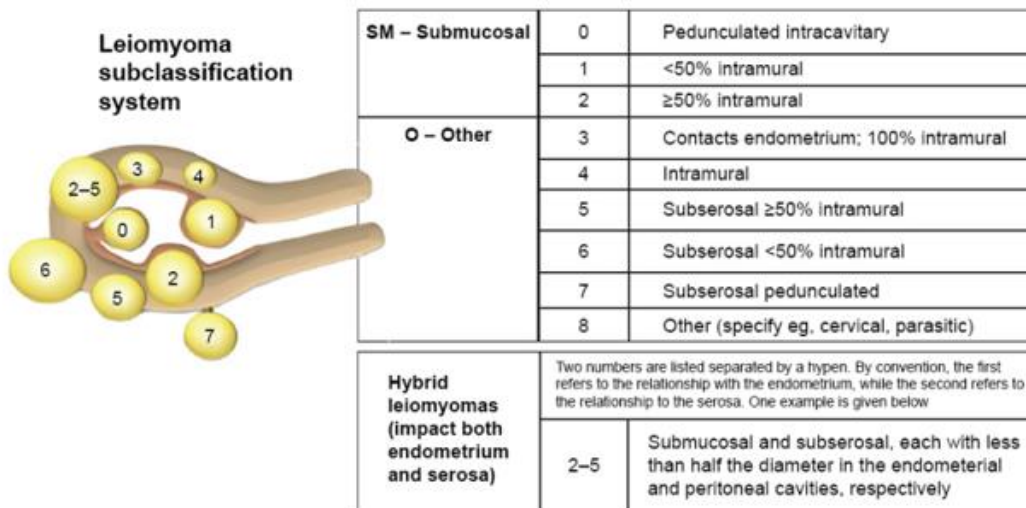 Leiomyoma
subclassification
system
3
4
2–5
1
0
6
2
5
7
SM – Submucosal
0
Pedunculated intracavitary
1
<50% intramural
2
≥50% intramural
O – Other
3
Contacts endometrium; 100% intramural
4
Intramural
5
Subserosal ≥50% intramural
6
Subserosal <50% intramural
7
Subserosal pedunculated
8
Other (specify eg, cervical, parasitic)
Hybrid
leiomyomas
(impact both
endometrium
and serosa)
Two numbers are listed separated by a hypen. By convention, the first
refers to the relationship with the endometrium, while the second refers to
the relationship to the serosa. One example is given below
2–5
Submucosal and subserosal, each with less
than half the diameter in the endometerial
and peritoneal cavities, respectively